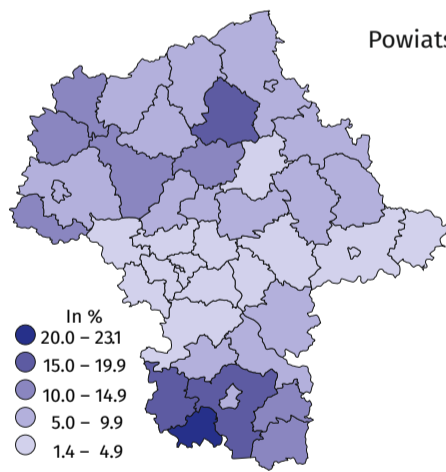 Powiats
In %
20.0 – 23.1
15.0 – 19.9
10.0 – 14.9
5.0 – 9.9
1.4 – 4.9